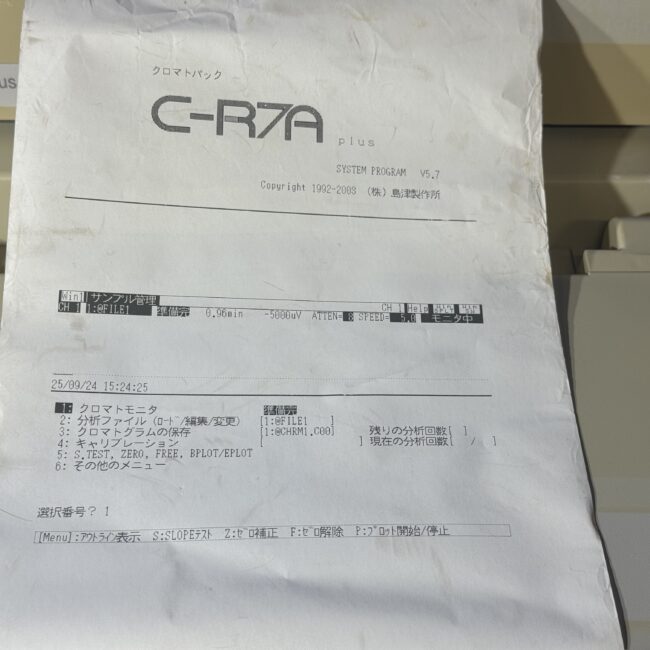 us
クロマトパック
C-R7A plus
SYSTEM PROGRAM V5.7
Copyright 1992-2003 (株) 島津製作所
Win1 サンプル管理 CH 1 Help
CH 1 1:@FILE1 準備完 0.96min -5000uV ATTEN= 8 SPEED= 5.0 モニタ中
25/09/24 15:24:25
1: クロマトモニタ 準備完
2: 分析ファイル (ロード/編集/変更) [1:@FILE1 ]
3: クロマトグラムの保存 [1:@CHRM1.C00] 残りの分析回数[ ]
4: キャリブレーション [ ] 現在の分析回数[ / ]
5: S.TEST, ZERO, FREE, BPLOT/EPLOT
6: その他のメニュー
選択番号? 1
[Menu]:アウトライン表示 S:SLOPEテスト Z:ゼロ補正 F:ゼロ解除 P:プロット開始/停止